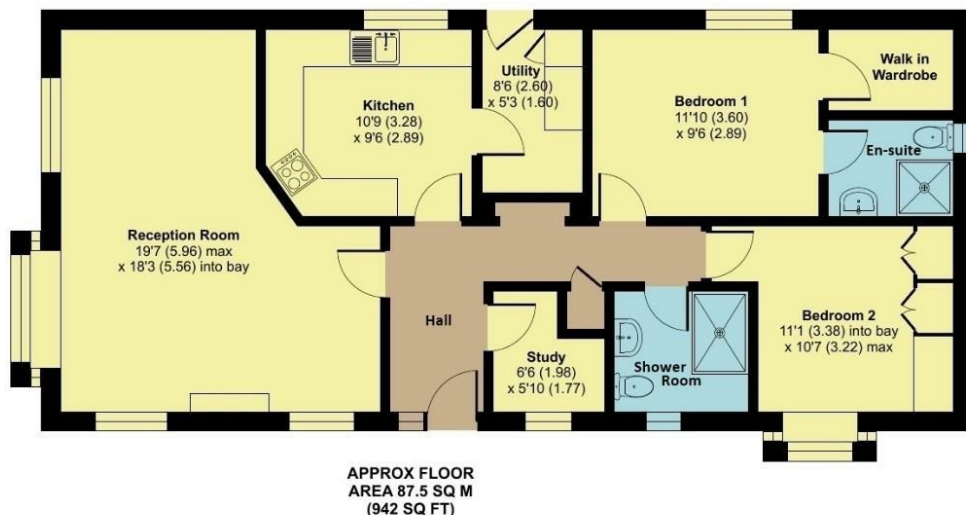 Kitchen
10'9 (3.28)
x 9'6 (2.89)
Utility
8'6 (2.60)
x 5'3 (1.60)
Bedroom 1
11'10 (3.60)
x 9'6 (2.89)
Walk in
Wardrobe
En-suite
Reception Room
19'7 (5.96) max
x 18'3 (5.56) into bay
Hall
Study
6'6 (1.98)
x 5'10 (1.77)
Shower
Room
Bedroom 2
11'1 (3.38) into bay
x 10'7 (3.22) max
APPROX FLOOR
AREA 87.5 SQ M
(942 SQ FT)